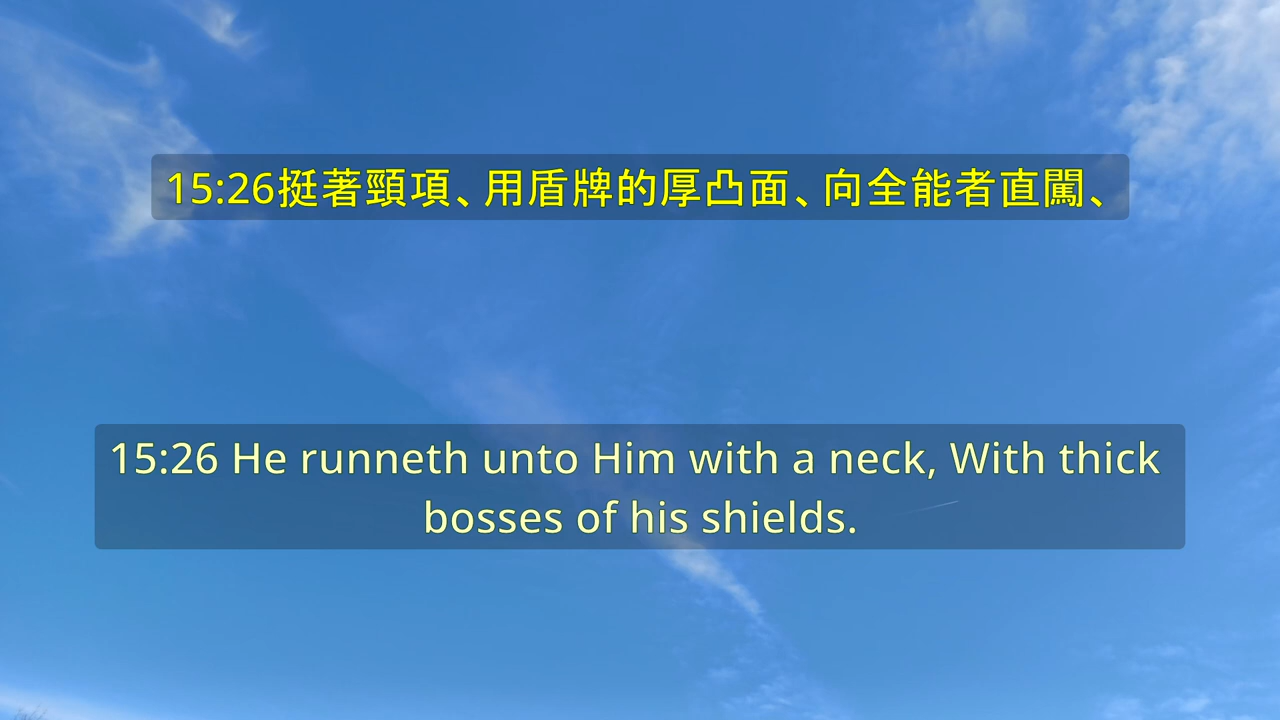 15:26挺著頸項、用盾牌的厚凸面、向全能者直闖、
15:26 He runneth unto Him with a neck, With thick
bosses of his shields.